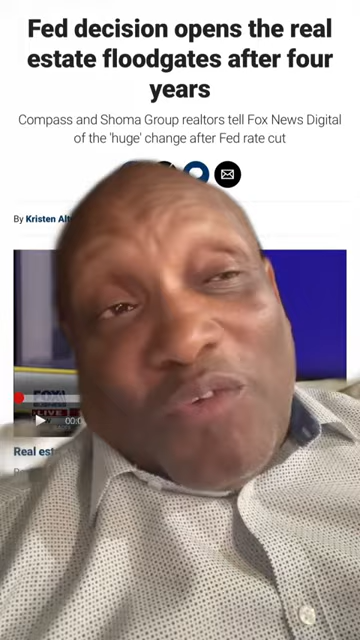 Fed decision opens the real
estate floodgates after four
years
Compass and Shoma Group realtors tell Fox News Digital
of the 'huge' change after Fed rate cut
By Kristen
LIVE
Real